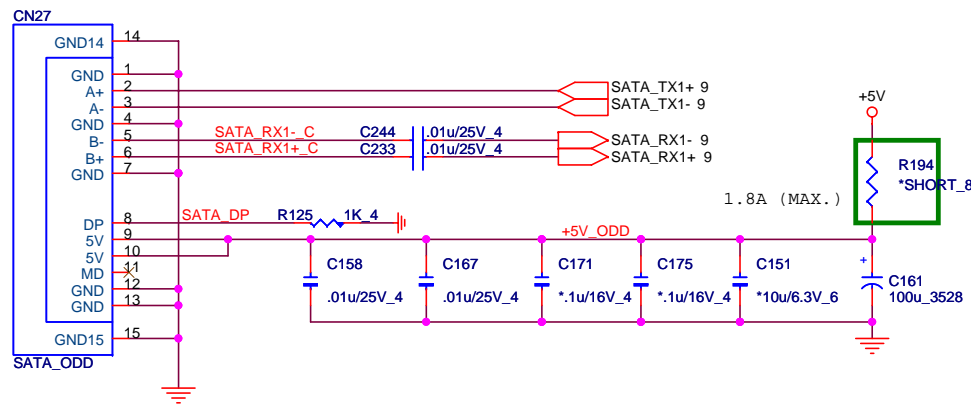 CN27
GND14 14
GND 1
A+ 2
A- 3
GND 4
B- 5
B+ 6
GND 7
DP 8
5V 9
5V 10
MD 11
GND 12
GND 13
GND15 15
SATA_ODD
SATA_TX1+ 9
SATA_TX1- 9
SATA_RX1-_C C244 .01u/25V_4 SATA_RX1- 9
SATA_RX1+_C C233 .01u/25V_4 SATA_RX1+ 9
SATA_DP R125 1K_4
+5V
R194
*SHORT_8
1.8A (MAX.)
+5V_ODD
C158
.01u/25V_4
C167
.01u/25V_4
C171
*.1u/16V_4
C175
*.1u/16V_4
C151
*10u/6.3V_6
+
C161
100u_3528